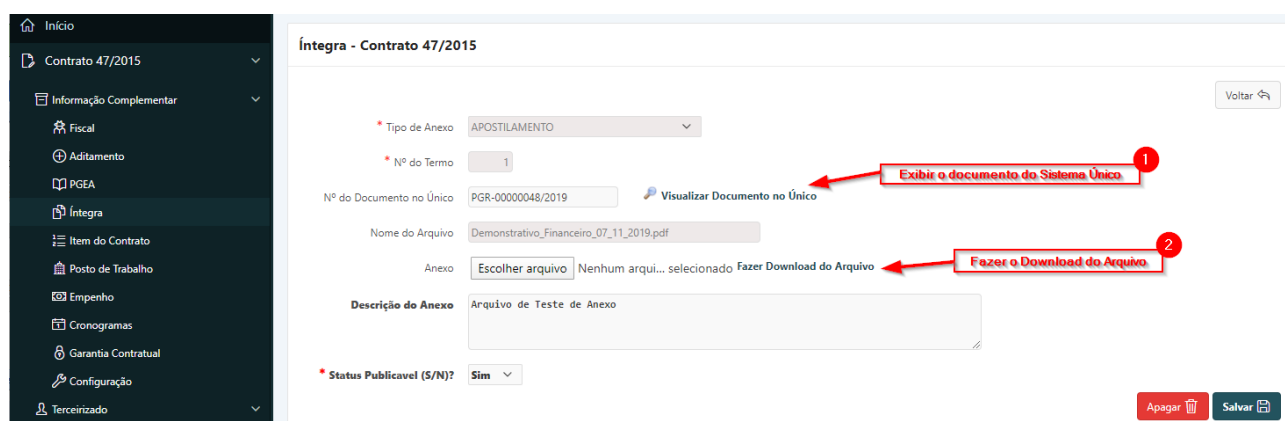 Início
Contrato 47/2015
Informação Complementar
Fiscal
Aditamento
PGEA
Íntegra
Item do Contrato
Posto de Trabalho
Empenho
Cronogramas
Garantia Contratual
Configuração
Terceirizado
Íntegra - Contrato 47/2015
Voltar
* Tipo de Anexo APOSTILAMENTO
* Nº do Termo 1
Nº do Documento no Único PGR-00000048/2019 Visualizar Documento no Único
1
Exibir o documento do Sistema Único
Nome do Arquivo Demonstrativo_Financeiro_07_11_2019.pdf
Anexo Escolher arquivo Nenhum arqui... selecionado Fazer Download do Arquivo
2
Fazer o Download do Arquivo
Descrição do Anexo Arquivo de Teste de Anexo
* Status Publicavel (S/N)? Sim
Apagar Salvar